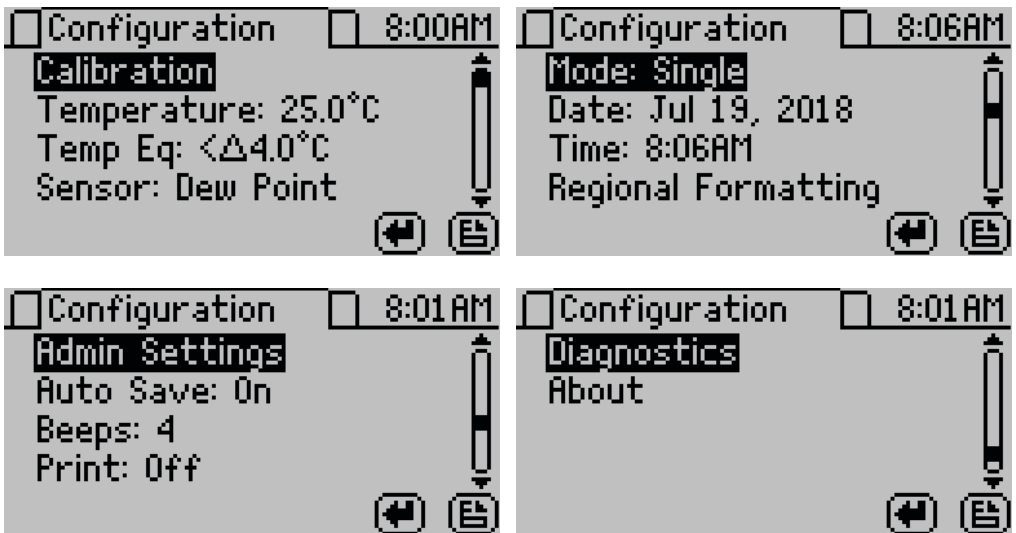 Configuration 8:00AM
Calibration
Temperature: 25.0°C
Temp Eq: <Δ4.0°C
Sensor: Dew Point
Configuration 8:06AM
Mode: Single
Date: Jul 19, 2018
Time: 8:06AM
Regional Formatting
Configuration 8:01AM
Admin Settings
Auto Save: On
Beeps: 4
Print: Off
Configuration 8:01AM
Diagnostics
About